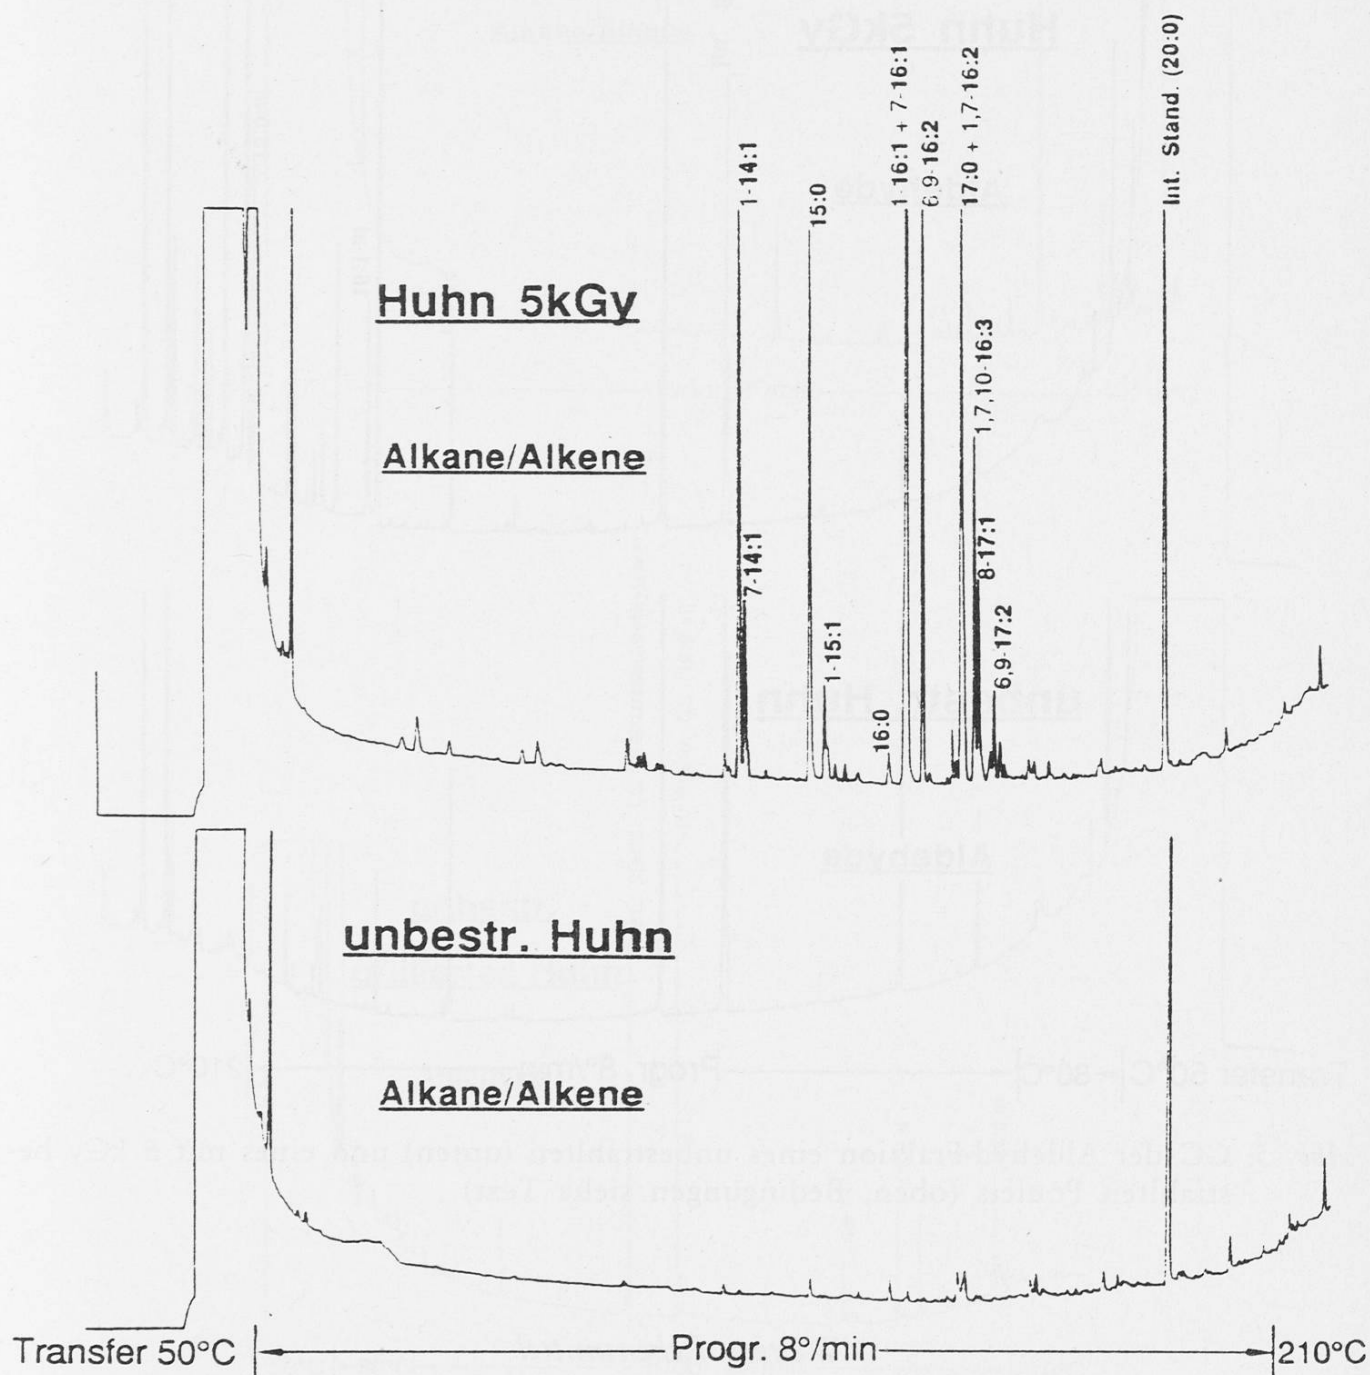 Int. Stand. (20:0)
1-16:1 + 7-16:1
17:0 + 1,7-16:2
6,9-16:2
1-14:1
15:0
Huhn 5kGy
1,7,10-16:3
Alkane/Alkene
8-17:1
7-14:1
6,9-17:2
1-15:1
16:0
unbestr. Huhn
Alkane/Alkene
Transfer 50°C
Progr. 8°/min
210°C